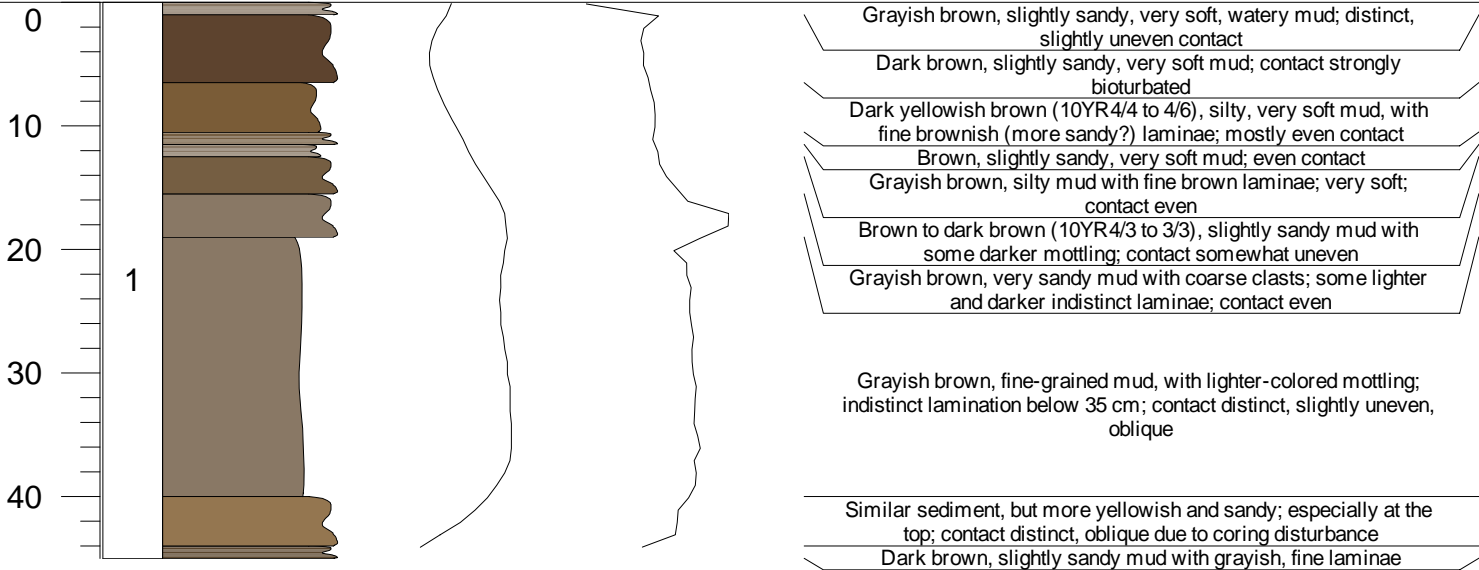 0
10
20
30
40
1
Grayish brown, slightly sandy, very soft, watery mud; distinct,
slightly uneven contact
Dark brown, slightly sandy, very soft mud; contact strongly
bioturbated
Dark yellowish brown (10YR4/4 to 4/6), silty, very soft mud, with
fine brownish (more sandy?) laminae; mostly even contact
Brown, slightly sandy, very soft mud; even contact
Grayish brown, silty mud with fine brown laminae; very soft;
contact even
Brown to dark brown (10YR4/3 to 3/3), slightly sandy mud with
some darker mottling; contact somewhat uneven
Grayish brown, very sandy mud with coarse clasts; some lighter
and darker indistinct laminae; contact even
Grayish brown, fine-grained mud, with lighter-colored mottling;
indistinct lamination below 35 cm; contact distinct, slightly uneven,
oblique
Similar sediment, but more yellowish and sandy; especially at the
top; contact distinct, oblique due to coring disturbance
Dark brown, slightly sandy mud with grayish, fine laminae